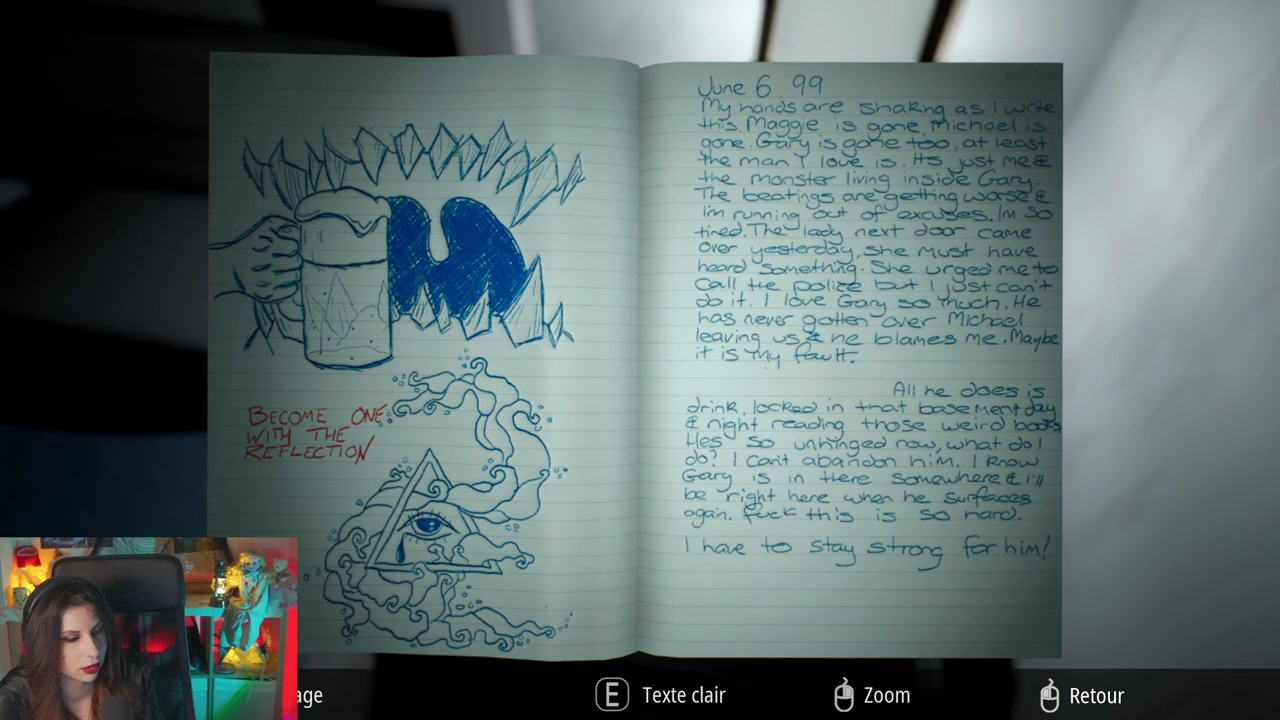 BECOME ONE
WITH THE
REFLECTION
June 6 99
My hands are shaking as I write
this. Maggie is gone, Michael is
gone. Gary is gone too, at least
the man I love is. Its just me &
the monster living inside Gary.
The beatings are getting worse &
I'm running out of excuses. Im so
tired. The lady next door came
over yesterday, she must have
heard something. She urged me to
call the police but I just can't
do it. I love Gary so much. He
has never gotten over Michael
leaving us & he blames me. Maybe
it is my fault.
All he does is
drink, locked in that basement day
& night reading those weird books
Hes so unhinged now, what do I
do? I cant abandon him. I know
Gary is in there somewhere & I'll
be right here when he surfaces
again. Fuck this is so hard.
I have to stay strong for him!
age
E Texte clair
Zoom
Retour